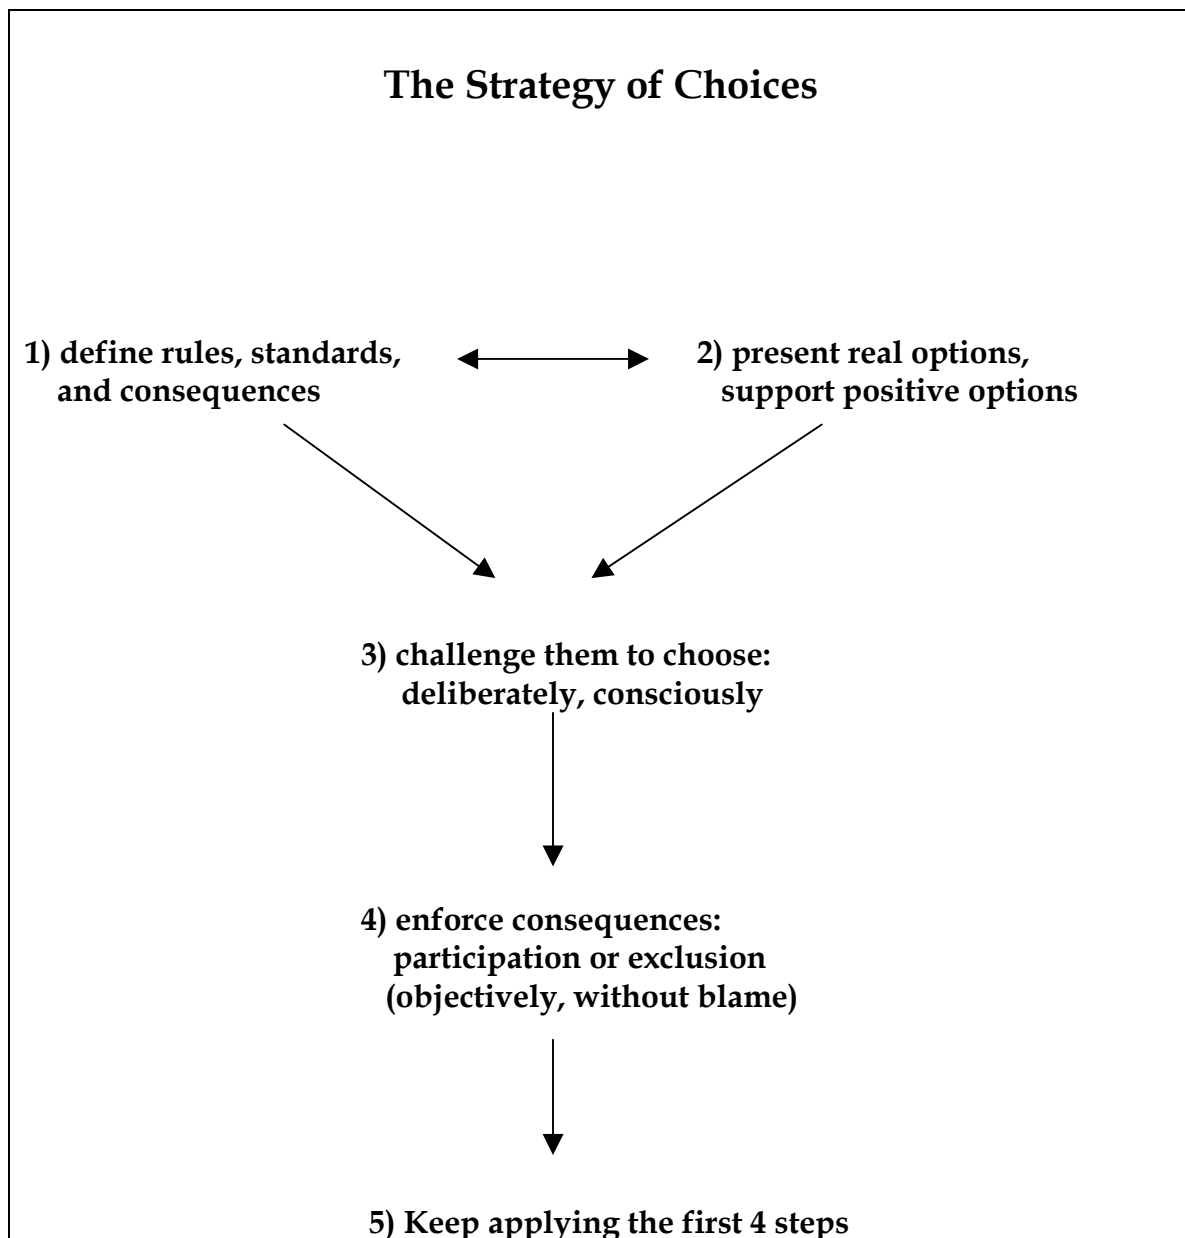 The Strategy of Choices
1) define rules, standards,
and consequences
2) present real options,
support positive options
3) challenge them to choose:
deliberately, consciously
4) enforce consequences:
participation or exclusion
(objectively, without blame)
5) Keep applying the first 4 steps